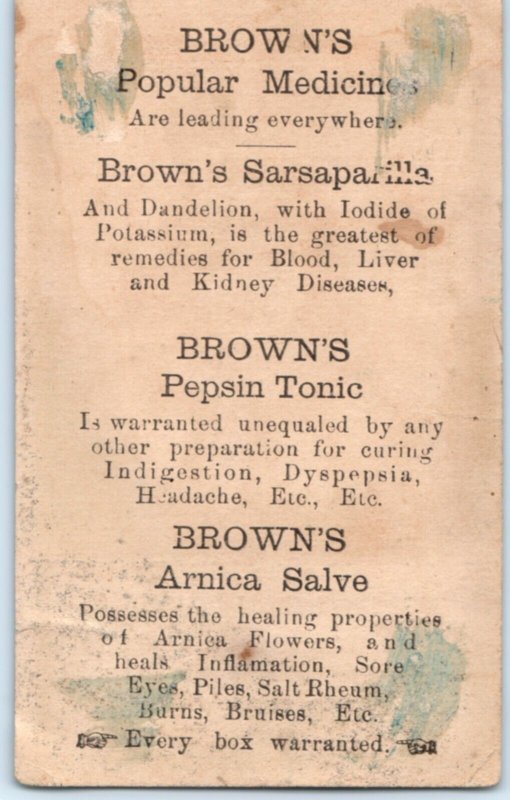 BROWN'S
Popular Medicines
Are leading everywhere.
Brown's Sarsaparilla
And Dandelion, with Iodide of
Potassium, is the greatest of
remedies for Blood, Liver
and Kidney Diseases,
BROWN'S
Pepsin Tonic
Is warranted unequaled by any
other preparation for curing
Indigestion, Dyspepsia,
Headache, Etc., Etc.
BROWN'S
Arnica Salve
Possesses the healing properties
of Arnica Flowers, and
heals Inflamation, Sore
Eyes, Piles, Salt Rheum,
Burns, Bruises, Etc.
☞ Every box warranted. ☜